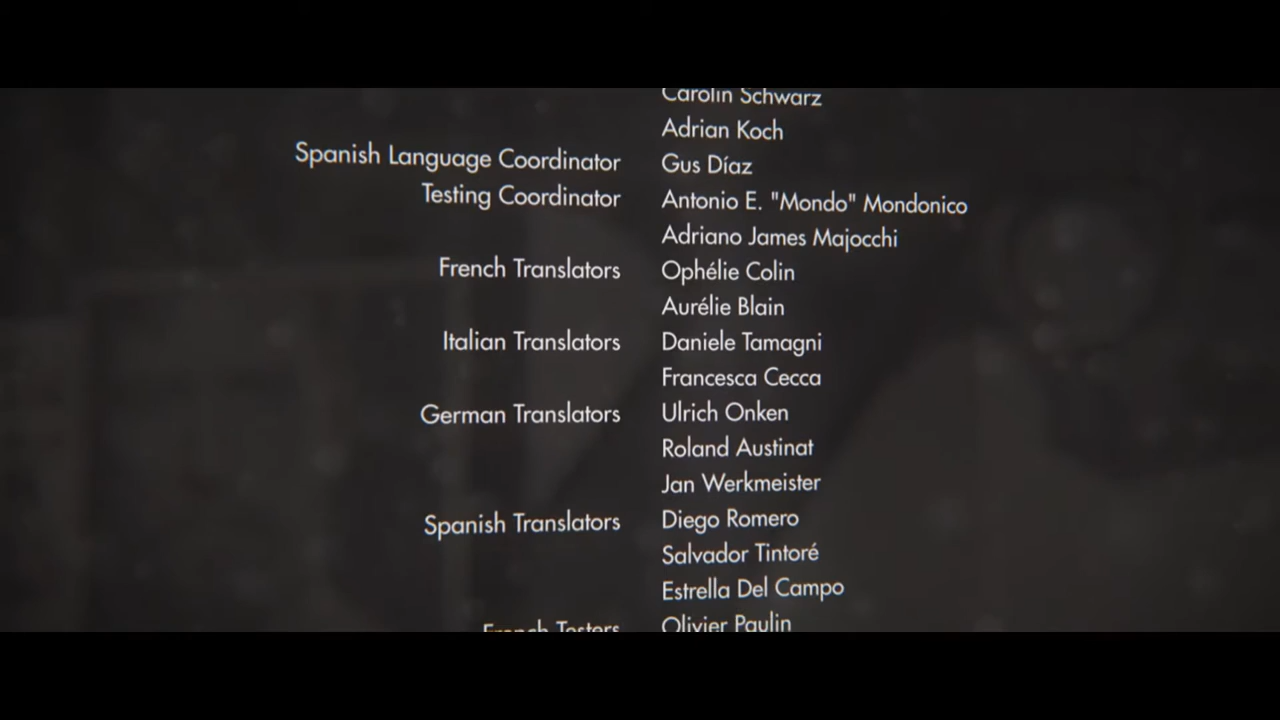 Carolin Schwarz
Adrian Koch
Spanish Language Coordinator Gus Díaz
Testing Coordinator Antonio E. "Mondo" Mondonico
Adriano James Majocchi
French Translators Ophélie Colin
Aurélie Blain
Italian Translators Daniele Tamagni
Francesca Cecca
German Translators Ulrich Onken
Roland Austinat
Jan Werkmeister
Spanish Translators Diego Romero
Salvador Tintoré
Estrella Del Campo
French Testers Olivier Paulin